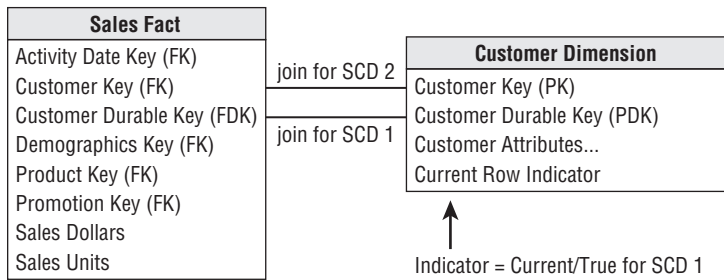 Sales Fact
Activity Date Key (FK)
Customer Key (FK)
Customer Durable Key (FDK)
Demographics Key (FK)
Product Key (FK)
Promotion Key (FK)
Sales Dollars
Sales Units
join for SCD 2
join for SCD 1
Customer Dimension
Customer Key (PK)
Customer Durable Key (PDK)
Customer Attributes...
Current Row Indicator
Indicator = Current/True for SCD 1